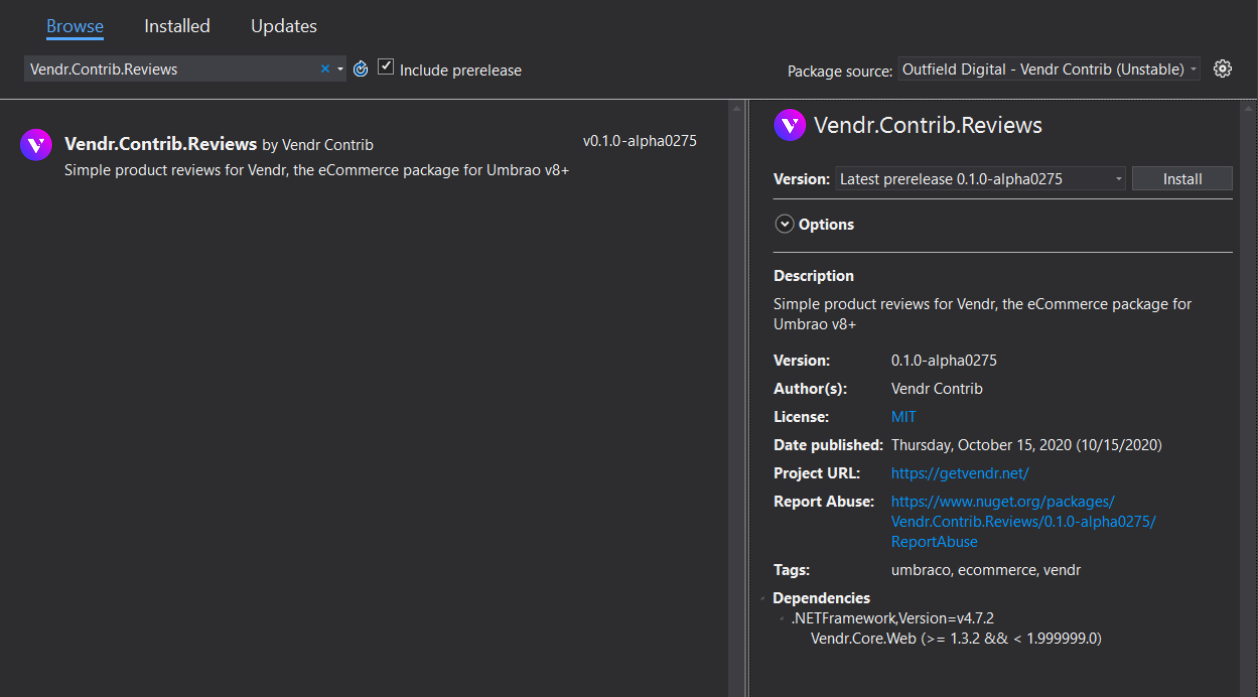 Browse Installed Updates
Vendr.Contrib.Reviews Include prerelease Package source: Outfield Digital - Vendr Contrib (Unstable)
Vendr.Contrib.Reviews by Vendr Contrib v0.1.0-alpha0275
Simple product reviews for Vendr, the eCommerce package for Umbrao v8+
Vendr.Contrib.Reviews
Version: Latest prerelease 0.1.0-alpha0275 Install
Options
Description
Simple product reviews for Vendr, the eCommerce package for
Umbrao v8+
Version: 0.1.0-alpha0275
Author(s): Vendr Contrib
License: MIT
Date published: Thursday, October 15, 2020 (10/15/2020)
Project URL: https://getvendr.net/
Report Abuse: https://www.nuget.org/packages/
Vendr.Contrib.Reviews/0.1.0-alpha0275/
ReportAbuse
Tags: umbraco, ecommerce, vendr
Dependencies
.NETFramework,Version=v4.7.2
Vendr.Core.Web (>= 1.3.2 && < 1.999999.0)